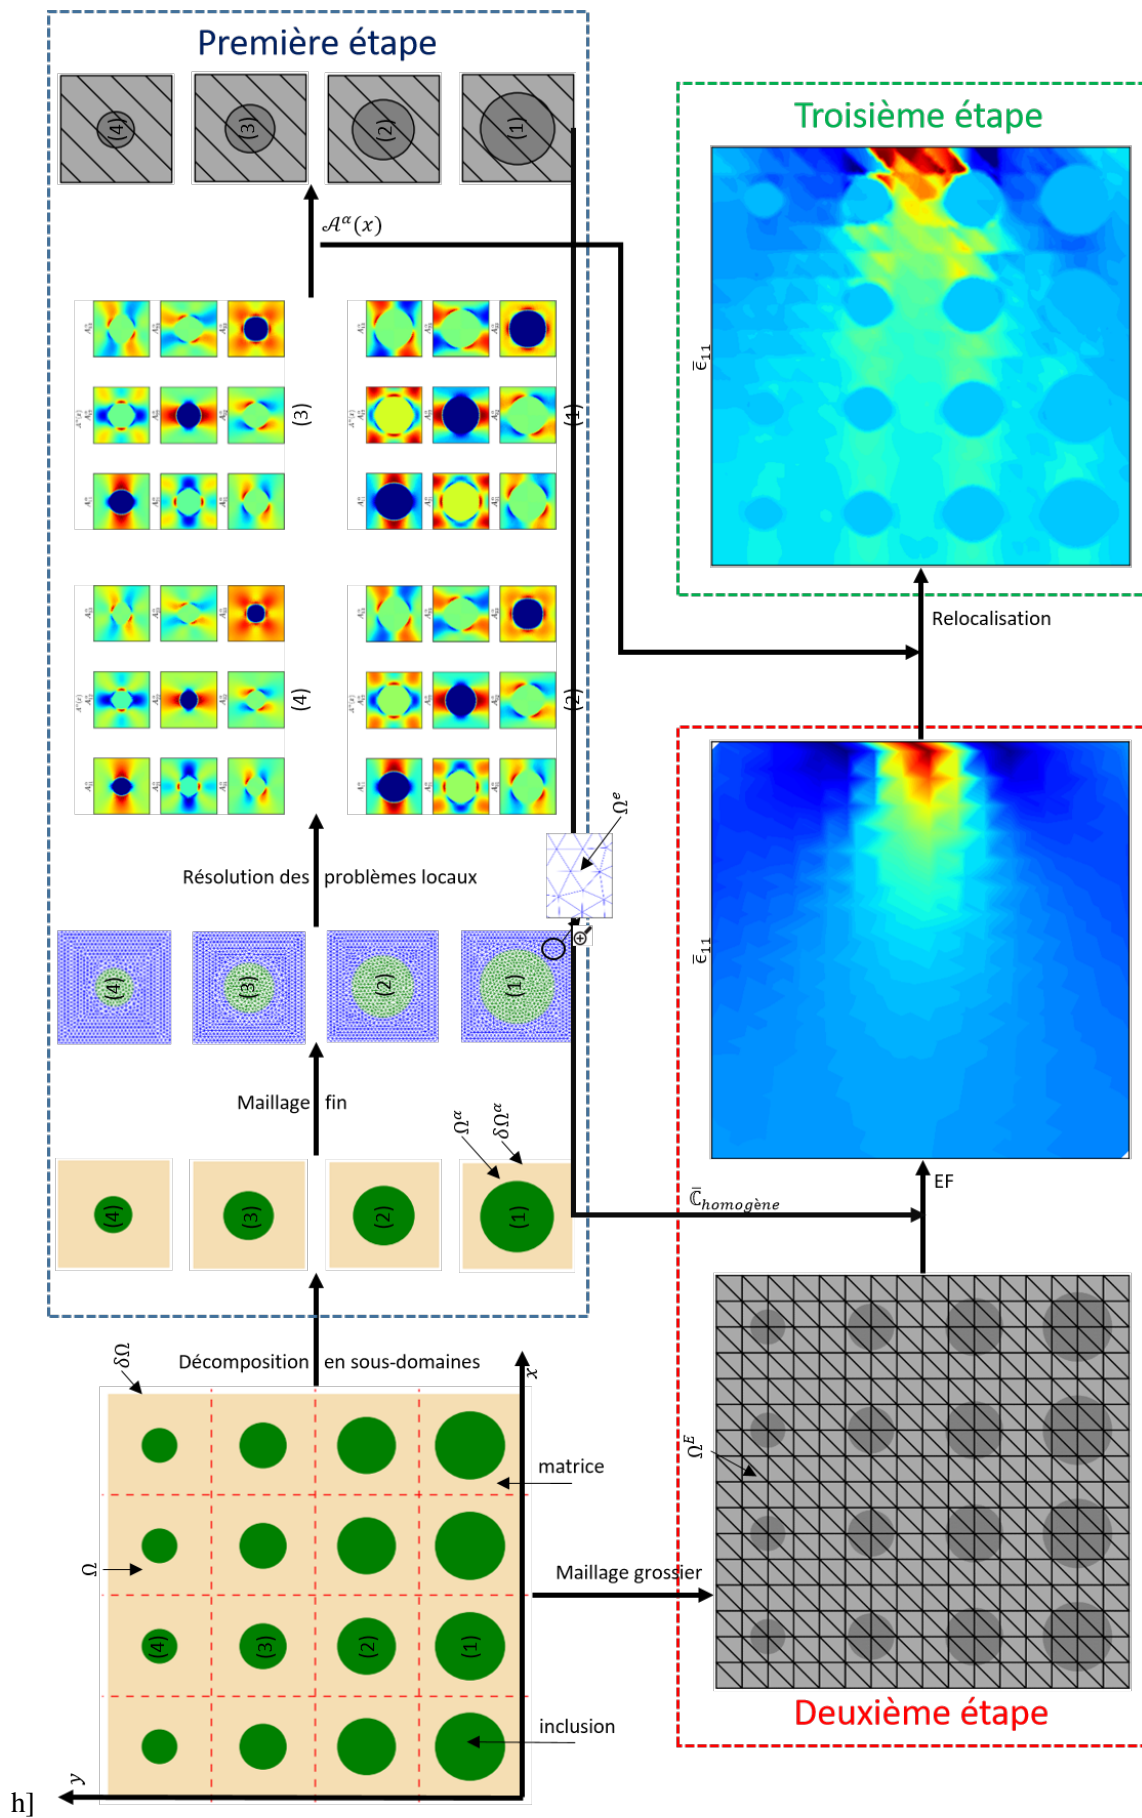 Première étape
(4) (3) (2) (1)
𝒜^α(x)
(3) (1)
(4) (2)
Résolution des problèmes locaux
Ω^e
(4) (3) (2) (1)
Maillage fin
Ω^α
δΩ^α
(4) (3) (2) (1)
Décomposition en sous-domaines
δΩ
x
matrice
Ω
(4) (3) (2) (1)
inclusion
y
h]
Maillage grossier
Troisième étape
ϵ̄₁₁
Relocalisation
ϵ̄₁₁
EF
ℂ̄_homogène
Ω^E
Deuxième étape